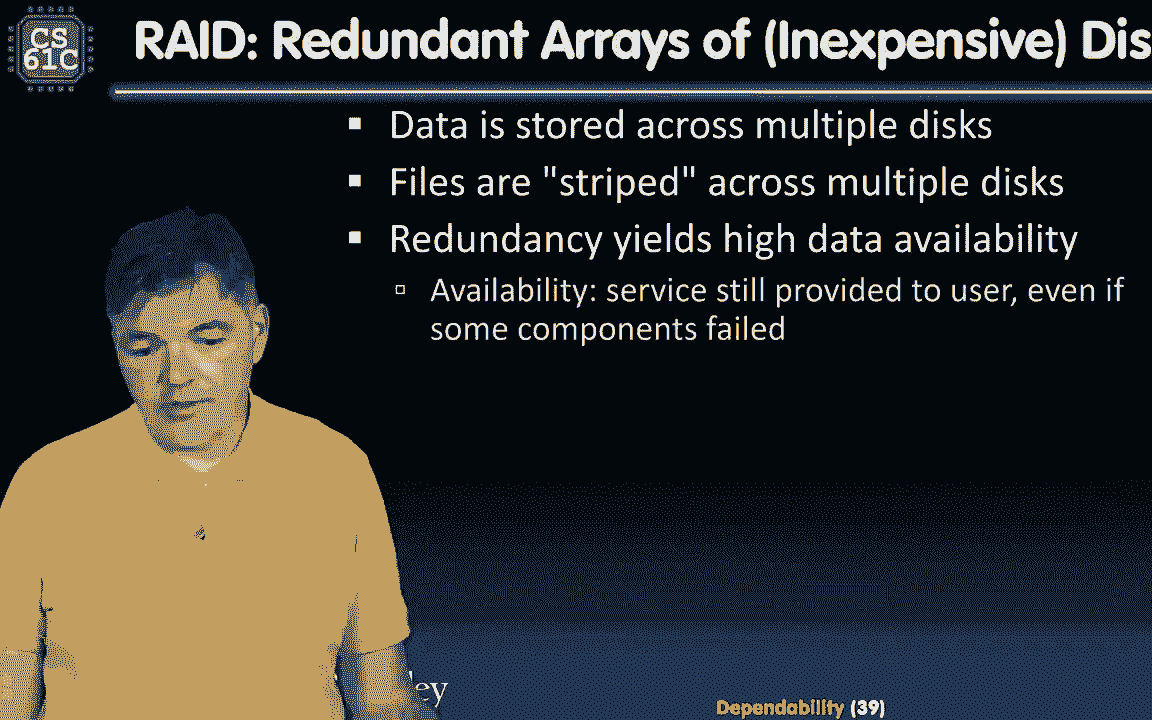 CS
61C
RAID: Redundant Arrays of (Inexpensive) Dis
Data is stored across multiple disks
Files are "striped" across multiple disks
Redundancy yields high data availability
Availability: service still provided to user, even if
some components failed
ley
Dependability (39)